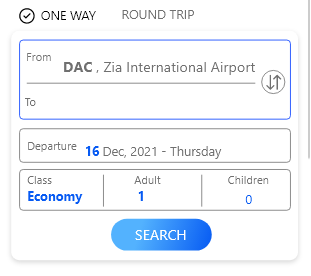 ONE WAY ROUND TRIP
From
DAC , Zia International Airport
To
Departure 16 Dec, 2021 - Thursday
Class Adult Children
Economy 1 0
SEARCH